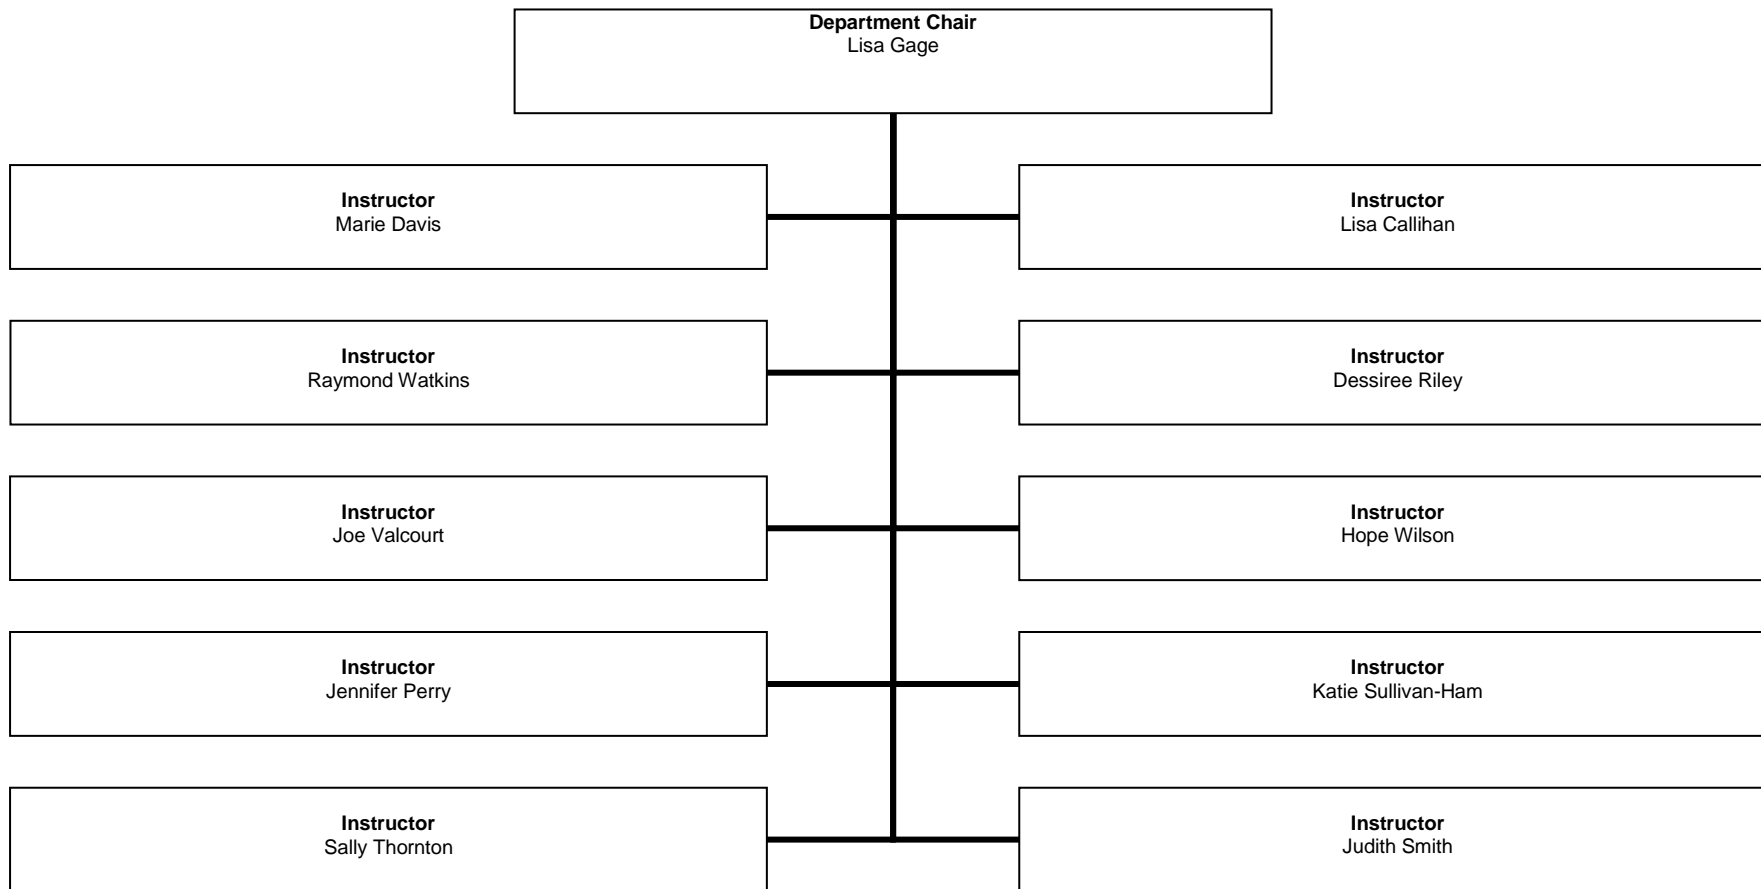 Department Chair
Lisa Gage
Instructor
Marie Davis
Instructor
Lisa Callihan
Instructor
Raymond Watkins
Instructor
Dessiree Riley
Instructor
Joe Valcourt
Instructor
Hope Wilson
Instructor
Jennifer Perry
Instructor
Katie Sullivan-Ham
Instructor
Sally Thornton
Instructor
Judith Smith